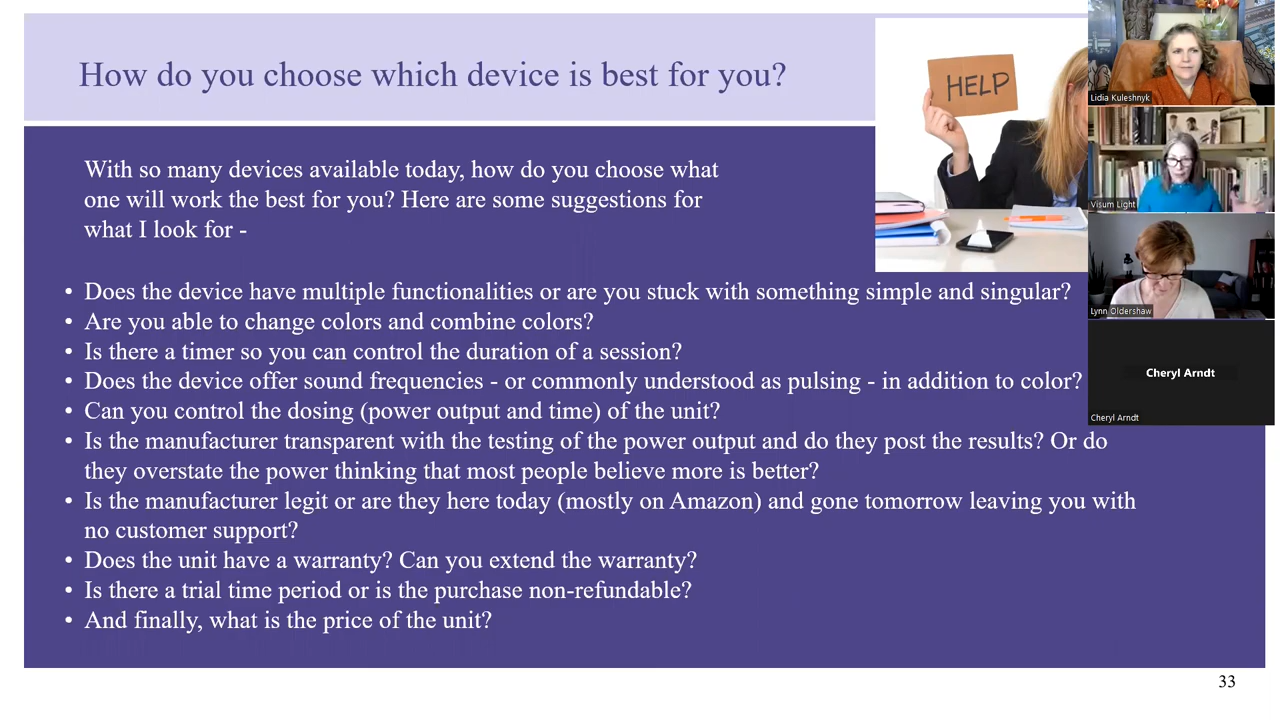 How do you choose which device is best for you?
HELP
With so many devices available today, how do you choose what
one will work the best for you? Here are some suggestions for
what I look for -
• Does the device have multiple functionalities or are you stuck with something simple and singular?
• Are you able to change colors and combine colors?
• Is there a timer so you can control the duration of a session?
• Does the device offer sound frequencies - or commonly understood as pulsing - in addition to color?
• Can you control the dosing (power output and time) of the unit?
• Is the manufacturer transparent with the testing of the power output and do they post the results? Or do
they overstate the power thinking that most people believe more is better?
• Is the manufacturer legit or are they here today (mostly on Amazon) and gone tomorrow leaving you with
no customer support?
• Does the unit have a warranty? Can you extend the warranty?
• Is there a trial time period or is the purchase non-refundable?
• And finally, what is the price of the unit?
33
Lidia Kuleshnyk
Visum Light
Lynn Oldershaw
Cheryl Arndt
Cheryl Arndt